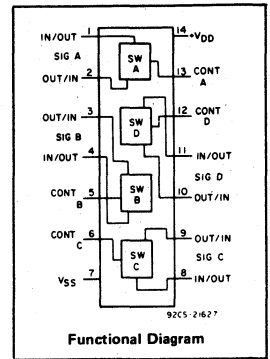 IN/OUT 1 14 +VDD
SIG A SW A
OUT/IN 2 13 CONT A
OUT/IN 3 12 CONT D
SIG B SW D
IN/OUT 4 11 IN/OUT
SIG D
CONT B 5 SW B 10 OUT/IN
CONT C 6 9 OUT/IN
SW C SIG C
VSS 7 8 IN/OUT
92CS-21627
Functional Diagram